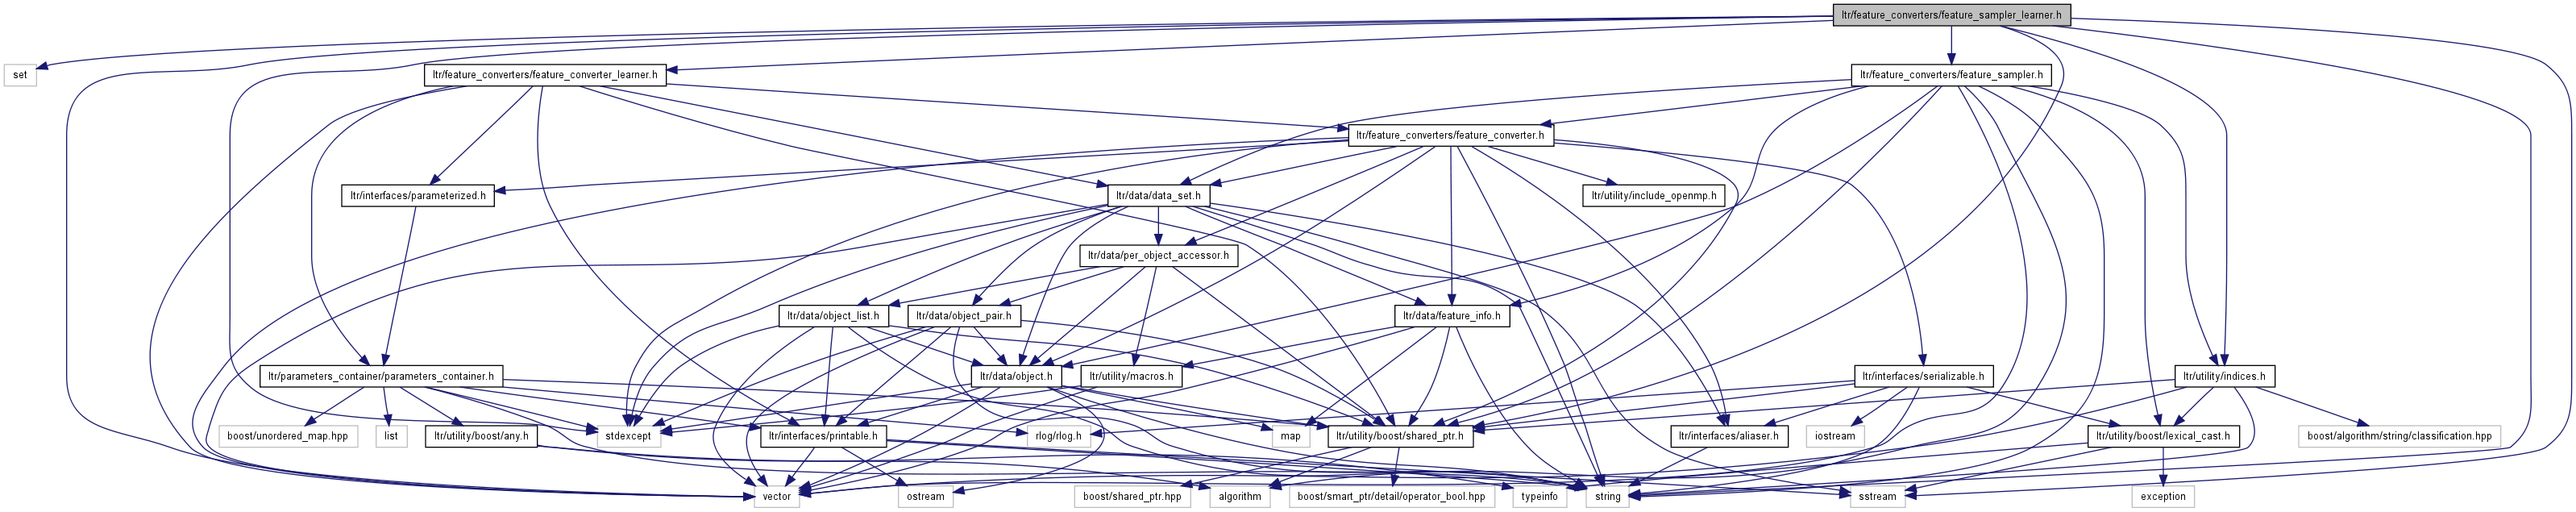 ltr/feature_converters/feature_sampler_learner.h
set
ltr/feature_converters/feature_converter_learner.h
ltr/feature_converters/feature_sampler.h
ltr/feature_converters/feature_converter.h
ltr/interfaces/parameterized.h
ltr/data/data_set.h
ltr/utility/include_openmp.h
ltr/data/per_object_accessor.h
ltr/data/object_list.h
ltr/data/object_pair.h
ltr/data/feature_info.h
ltr/parameters_container/parameters_container.h
ltr/data/object.h
ltr/utility/macros.h
ltr/interfaces/serializable.h
ltr/utility/indices.h
boost/unordered_map.hpp
list
ltr/utility/boost/any.h
stdexcept
ltr/interfaces/printable.h
rlog/rlog.h
map
ltr/utility/boost/shared_ptr.h
ltr/interfaces/aliaser.h
iostream
ltr/utility/boost/lexical_cast.h
boost/algorithm/string/classification.hpp
vector
ostream
boost/shared_ptr.hpp
algorithm
boost/smart_ptr/detail/operator_bool.hpp
typeinfo
string
sstream
exception